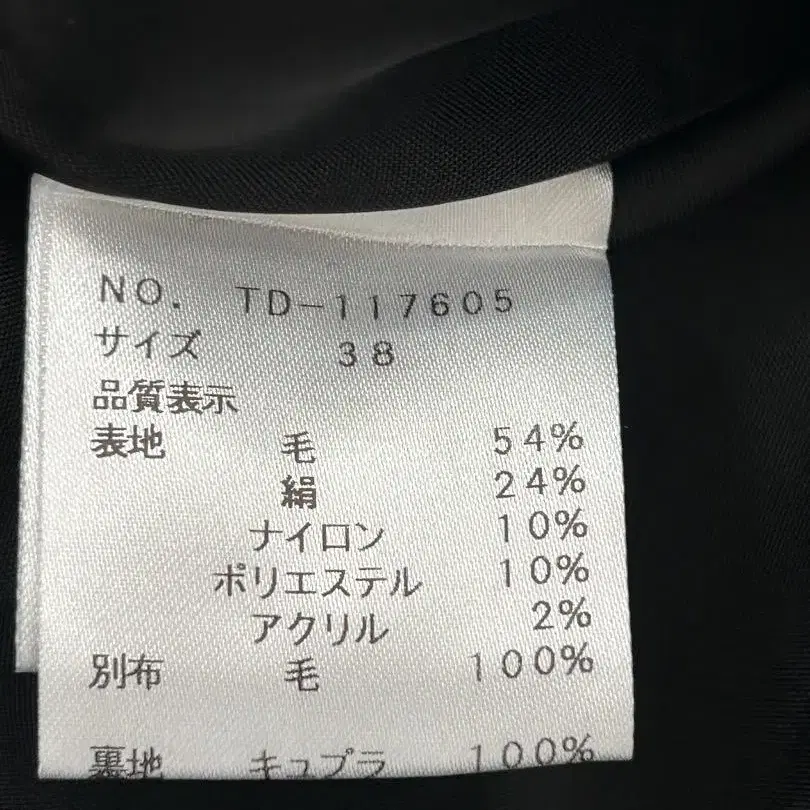 NO. TD-117605
サイズ 38
品質表示
表地 毛 54%
絹 24%
ナイロン 10%
ポリエステル 10%
アクリル 2%
別布 毛 100%
裏地 キュプラ 100%